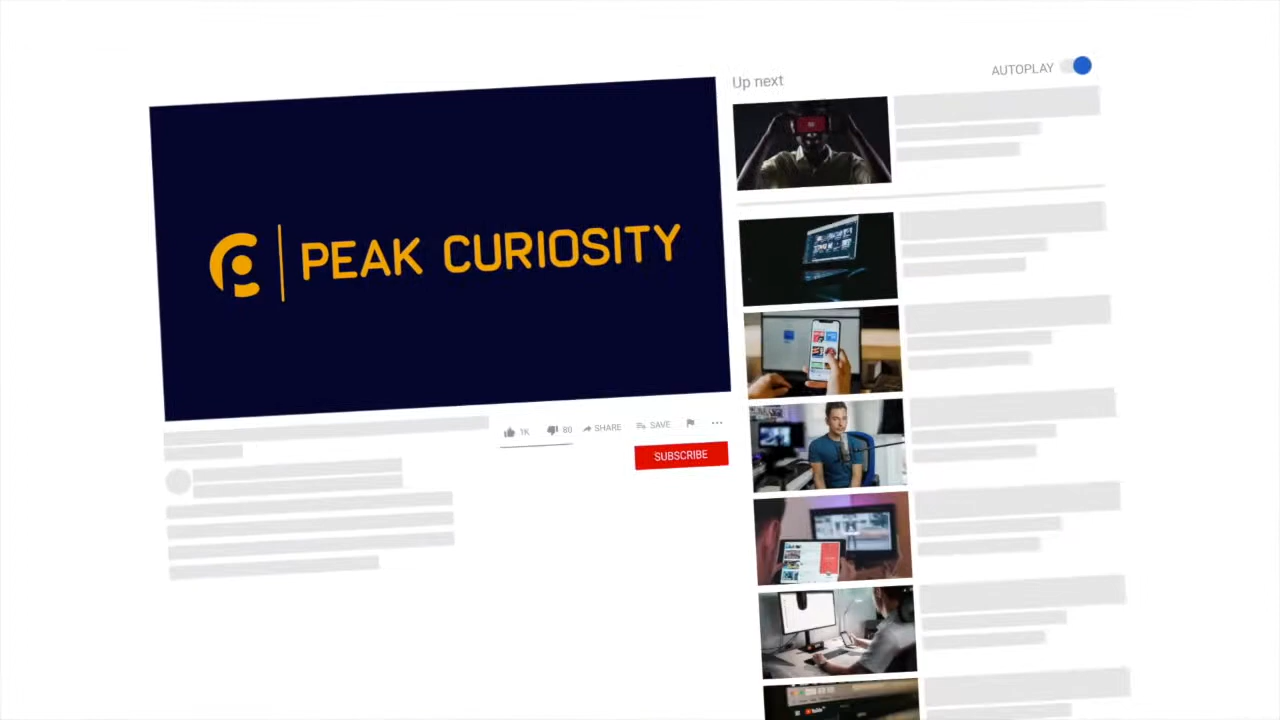 PEAK CURIOSITY
Up next
AUTOPLAY
1K
80
SHARE
SAVE
SUBSCRIBE